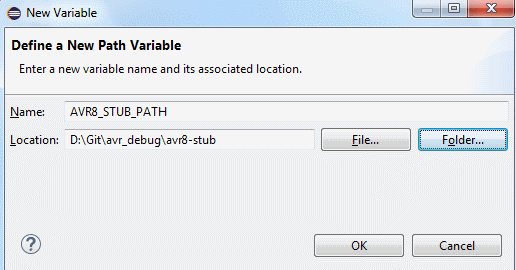 New Variable
Define a New Path Variable
Enter a new variable name and its associated location.
Name: AVR8_STUB_PATH
Location: D:\Git\avr_debug\avr8-stub File... Folder...
? OK Cancel